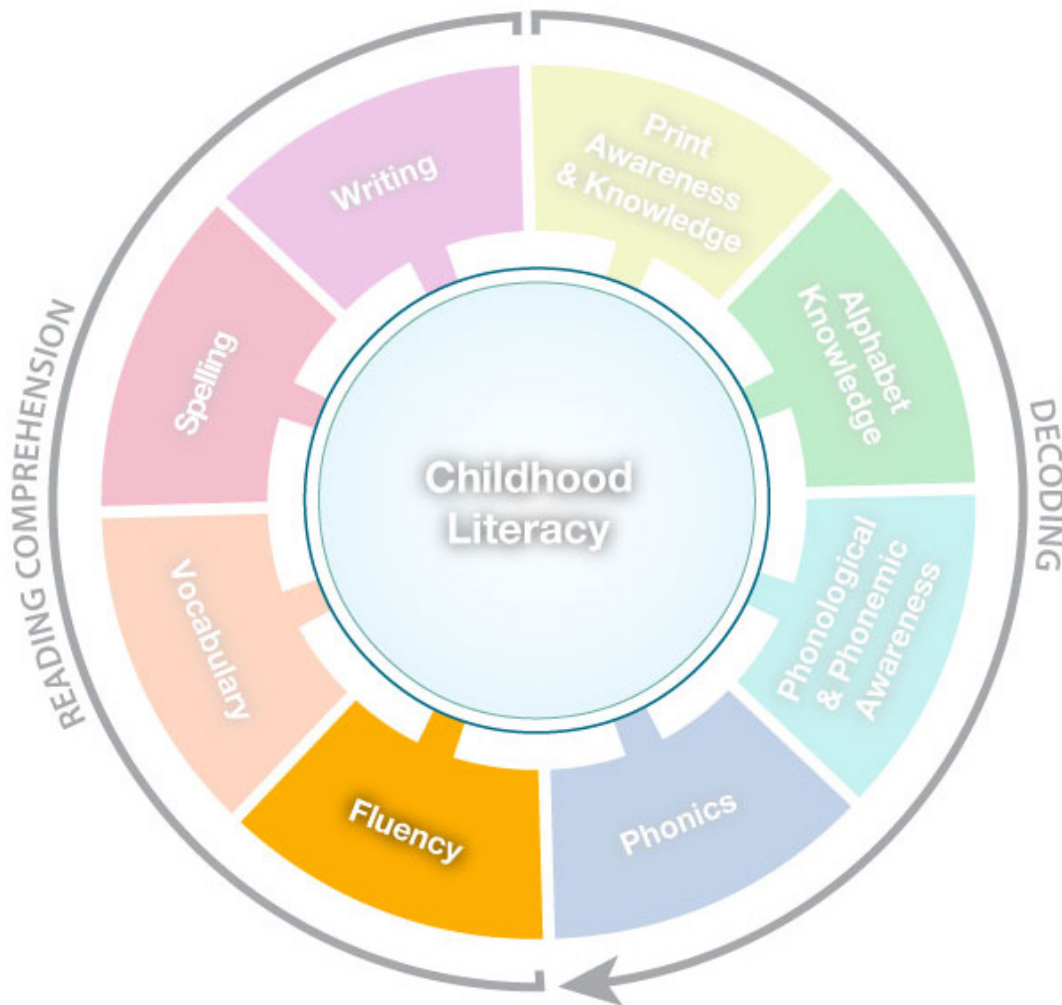 Print
Awareness
& Knowledge
Alphabet
Knowledge
Phonological
& Phonemic
Awareness
Phonics
Fluency
Vocabulary
Spelling
Writing
Childhood
Literacy
DECODING
READING COMPREHENSION